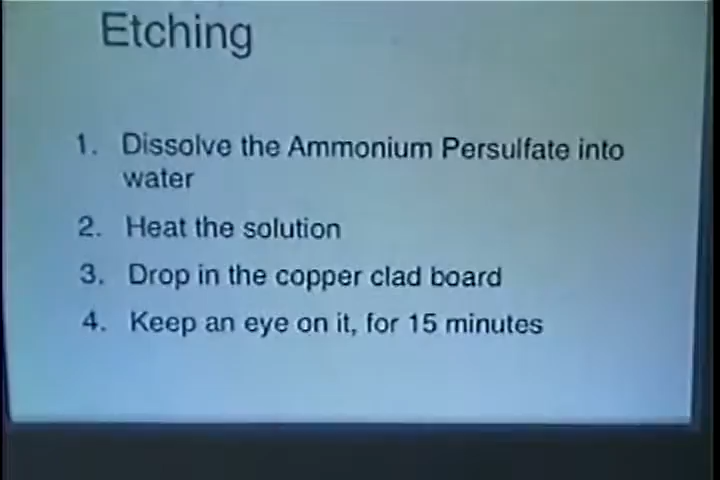 Etching
1. Dissolve the Ammonium Persulfate into
water
2. Heat the solution
3. Drop in the copper clad board
4. Keep an eye on it, for 15 minutes